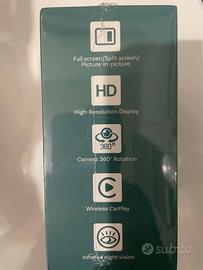 Full screen/Split screen/
Picture-in-picture
HD
High-Resolution Display
360°
Camera 360° Rotation
Wireless CarPlay
Infrared night vision
subito